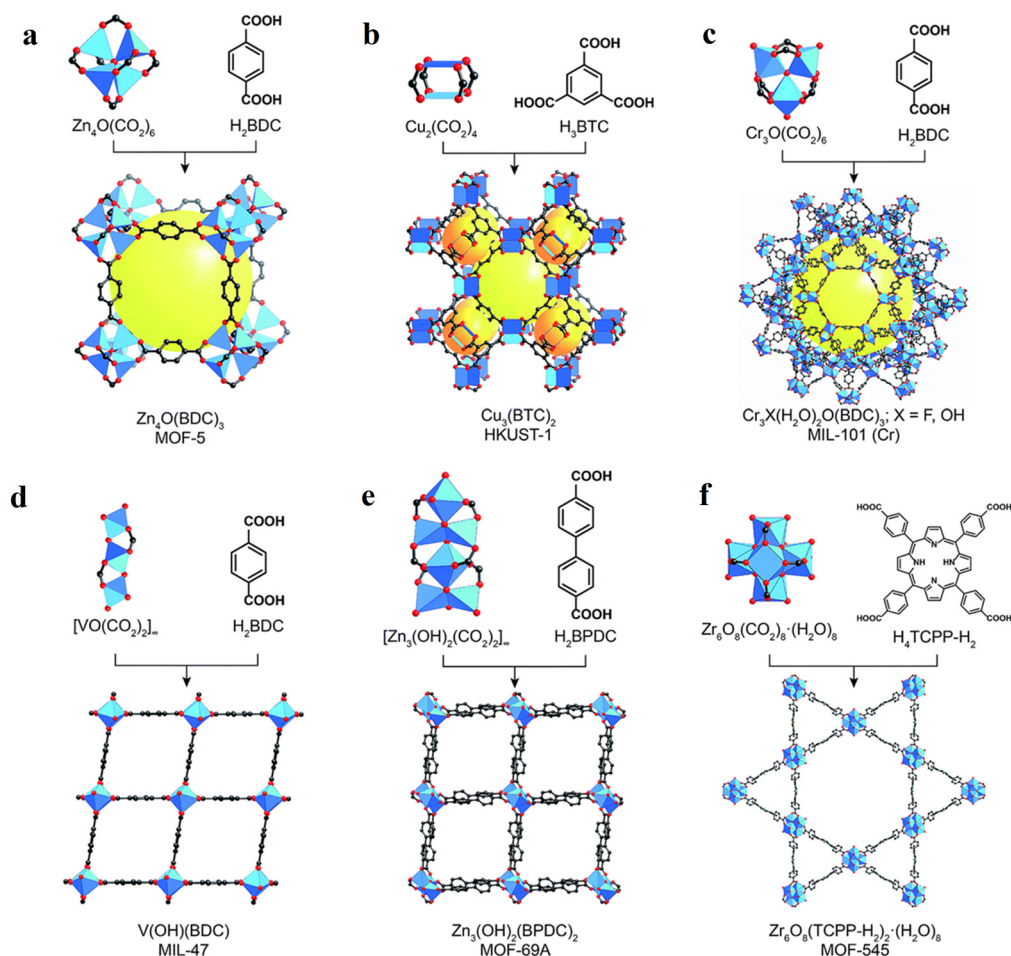 a
COOH
COOH
Zn₄O(CO₂)₆
H₂BDC
Zn₄O(BDC)₃
MOF-5
b
COOH
HOOC
COOH
Cu₂(CO₂)₄
H₃BTC
Cu₃(BTC)₂
HKUST-1
c
COOH
COOH
Cr₃O(CO₂)₆
H₂BDC
Cr₃X(H₂O)₂O(BDC)₃; X = F, OH
MIL-101 (Cr)
d
COOH
COOH
[VO(CO₂)₂]∞
H₂BDC
V(OH)(BDC)
MIL-47
e
COOH
COOH
[Zn₃(OH)₂(CO₂)₂]∞
H₂BPDC
Zn₃(OH)₂(BPDC)₂
MOF-69A
f
HOOC
COOH
N
NH
HN
N
HOOC
COOH
Zr₆O₈(CO₂)₈·(H₂O)₈
H₄TCPP-H₂
Zr₆O₈(TCPP-H₂)₂·(H₂O)₈
MOF-545